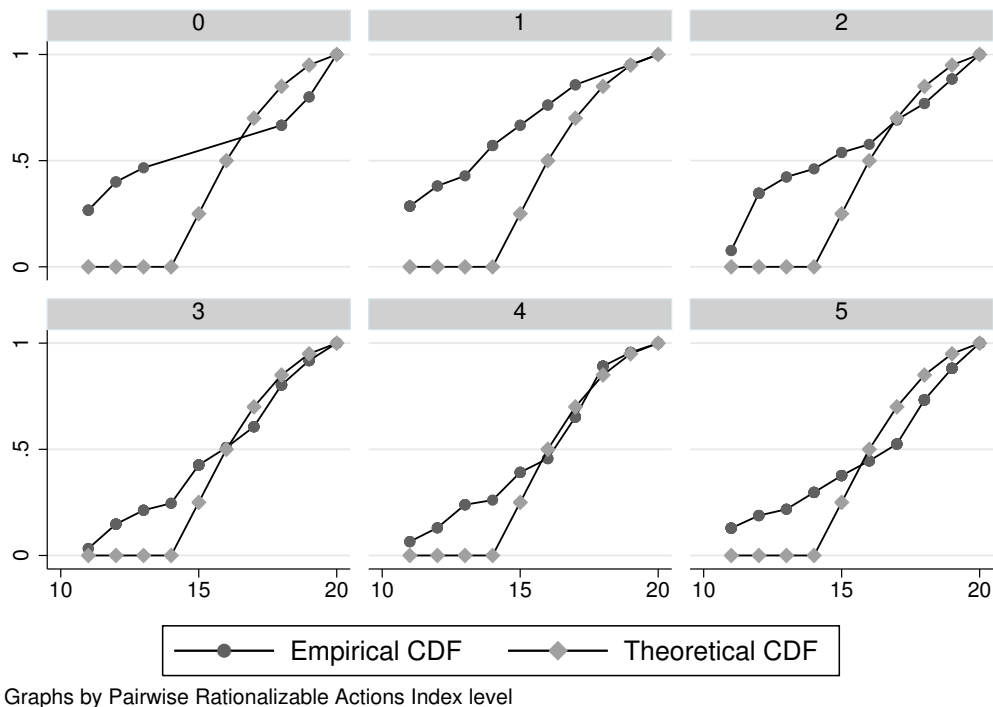 0 1 2
1
.5
0
3 4 5
1
.5
0
10 15 20 10 15 20 10 15 20
Empirical CDF Theoretical CDF
Graphs by Pairwise Rationalizable Actions Index level